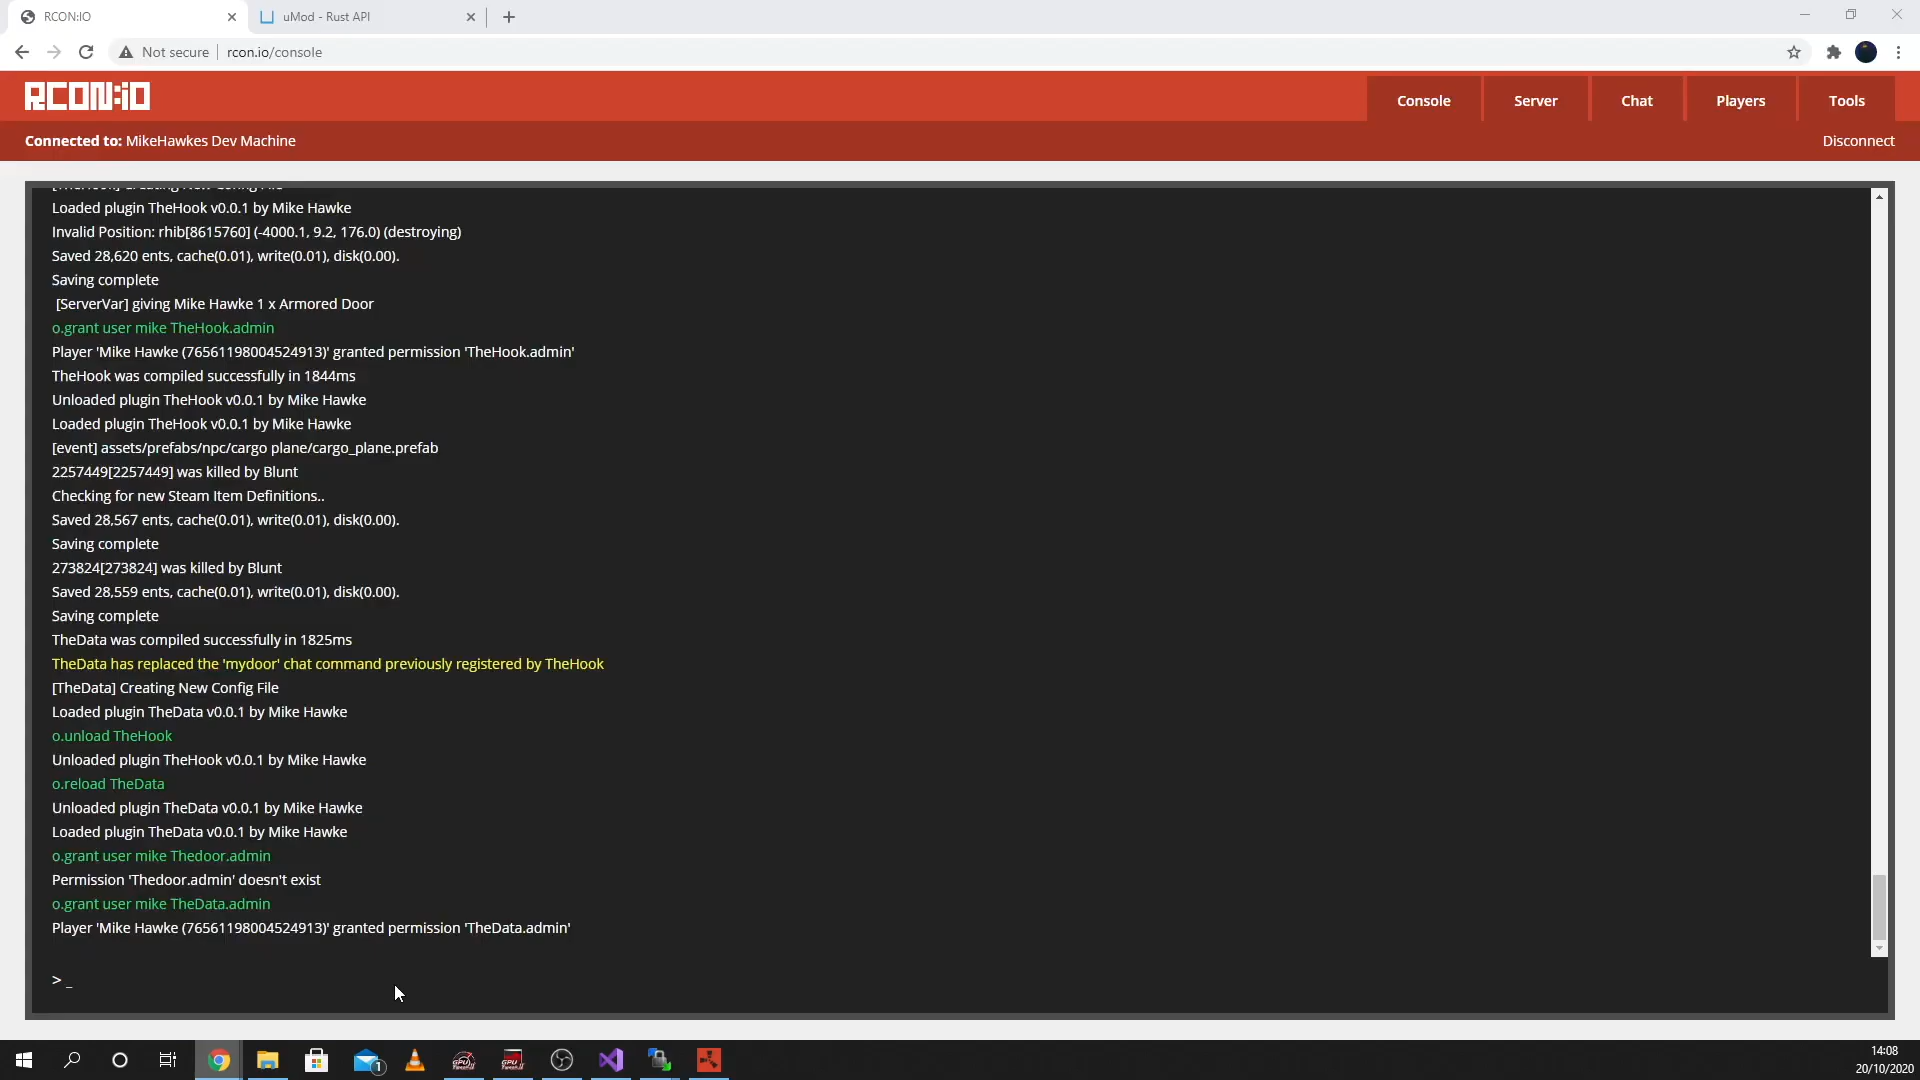 RCON:IO
uMod - Rust API
Not secure
rcon.io/console
RCON:IO
Console
Server
Chat
Players
Tools
Connected to: MikeHawkes Dev Machine
Disconnect
[TheHook] Creating New Config File
Loaded plugin TheHook v0.0.1 by Mike Hawke
Invalid Position: rhib[8615760] (-4000.1, 9.2, 176.0) (destroying)
Saved 28,620 ents, cache(0.01), write(0.01), disk(0.00).
Saving complete
[ServerVar] giving Mike Hawke 1 x Armored Door
o.grant user mike TheHook.admin
Player 'Mike Hawke (76561198004524913)' granted permission 'TheHook.admin'
TheHook was compiled successfully in 1844ms
Unloaded plugin TheHook v0.0.1 by Mike Hawke
Loaded plugin TheHook v0.0.1 by Mike Hawke
[event] assets/prefabs/npc/cargo plane/cargo_plane.prefab
2257449[2257449] was killed by Blunt
Checking for new Steam Item Definitions..
Saved 28,567 ents, cache(0.01), write(0.01), disk(0.00).
Saving complete
273824[273824] was killed by Blunt
Saved 28,559 ents, cache(0.01), write(0.01), disk(0.00).
Saving complete
TheData was compiled successfully in 1825ms
TheData has replaced the 'mydoor' chat command previously registered by TheHook
[TheData] Creating New Config File
Loaded plugin TheData v0.0.1 by Mike Hawke
o.unload TheHook
Unloaded plugin TheHook v0.0.1 by Mike Hawke
o.reload TheData
Unloaded plugin TheData v0.0.1 by Mike Hawke
Loaded plugin TheData v0.0.1 by Mike Hawke
o.grant user mike Thedoor.admin
Permission 'Thedoor.admin' doesn't exist
o.grant user mike TheData.admin
Player 'Mike Hawke (76561198004524913)' granted permission 'TheData.admin'
> _
1
14:08
20/10/2020